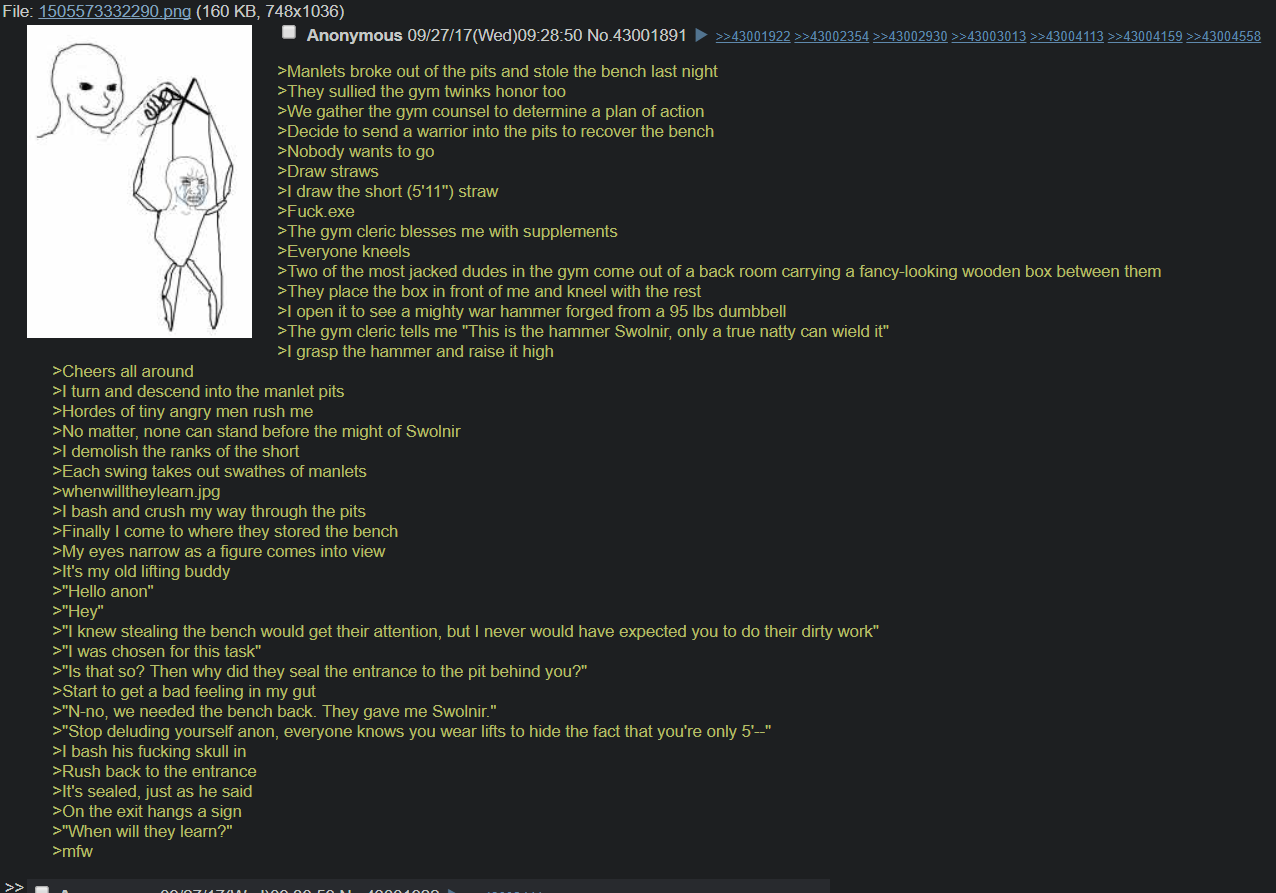 File: 1505573332290.png (160 KB, 748x1036)
Anonymous 09/27/17(Wed)09:28:50 No.43001891 ▶ >>43001922 >>43002354 >>43002930 >>43003013 >>43004113 >>43004159 >>43004558
>Manlets broke out of the pits and stole the bench last night
>They sullied the gym twinks honor too
>We gather the gym counsel to determine a plan of action
>Decide to send a warrior into the pits to recover the bench
>Nobody wants to go
>Draw straws
>I draw the short (5'11") straw
>Fuck.exe
>The gym cleric blesses me with supplements
>Everyone kneels
>Two of the most jacked dudes in the gym come out of a back room carrying a fancy-looking wooden box between them
>They place the box in front of me and kneel with the rest
>I open it to see a mighty war hammer forged from a 95 lbs dumbbell
>The gym cleric tells me "This is the hammer Swolnir, only a true natty can wield it"
>I grasp the hammer and raise it high
>Cheers all around
>I turn and descend into the manlet pits
>Hordes of tiny angry men rush me
>No matter, none can stand before the might of Swolnir
>I demolish the ranks of the short
>Each swing takes out swathes of manlets
>whenwilltheylearn.jpg
>I bash and crush my way through the pits
>Finally I come to where they stored the bench
>My eyes narrow as a figure comes into view
>It's my old lifting buddy
>"Hello anon"
>"Hey"
>"I knew stealing the bench would get their attention, but I never would have expected you to do their dirty work"
>"I was chosen for this task"
>"Is that so? Then why did they seal the entrance to the pit behind you?"
>Start to get a bad feeling in my gut
>"N-no, we needed the bench back. They gave me Swolnir."
>"Stop deluding yourself anon, everyone knows you wear lifts to hide the fact that you're only 5'--"
>I bash his fucking skull in
>Rush back to the entrance
>It's sealed, just as he said
>On the exit hangs a sign
>"When will they learn?"
>mfw
>>